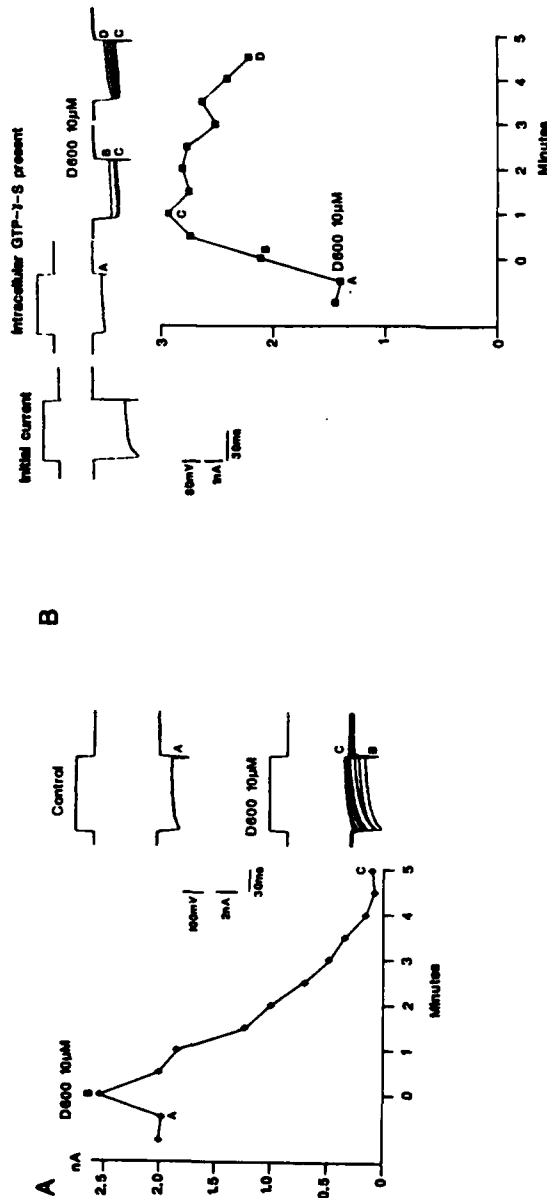 A
nA
2.5
2.0
1.5
1.0
0.5
0
D600 10μM
B
A
C
0 1 2 3 4 5
Minutes
100mV
2nA
30ms
Control
A
D600 10μM
C
B
B
Initial current
Intracellular GTP-γ-S present
D600 10μM
A
B
C
D
C
1nA
30ms
3
2
1
0
C
B
D600 10μM
A
D
0 1 2 3 4 5
Minutes